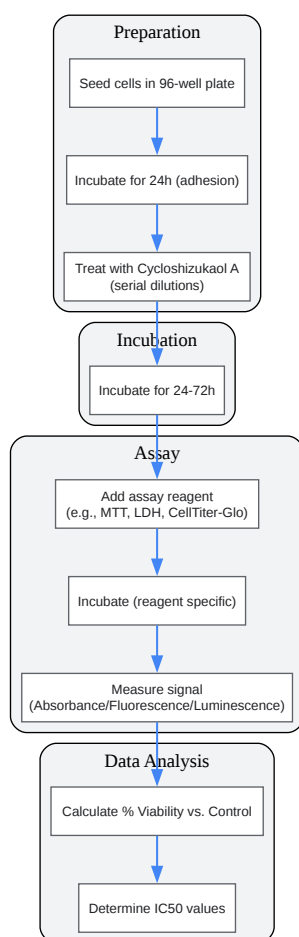 Preparation
Seed cells in 96-well plate
Incubate for 24h (adhesion)
Treat with Cycloshizukaol A
(serial dilutions)
Incubation
Incubate for 24-72h
Assay
Add assay reagent
(e.g., MTT, LDH, CellTiter-Glo)
Incubate (reagent specific)
Measure signal
(Absorbance/Fluorescence/Luminescence)
Data Analysis
Calculate % Viability vs. Control
Determine IC50 values